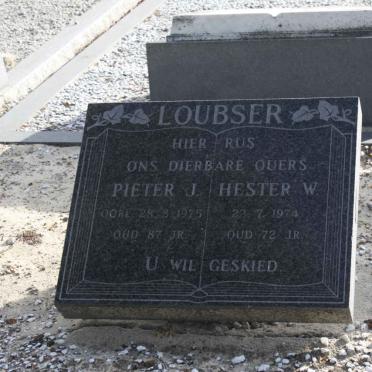 LOUBSER
HIER RUS
ONS DIERBARE OUERS
PIETER J. HESTER W.
OORL 28.3.1975 23.7.1974
OUD 87 JR. OUD 72 JR.
U WIL GESKIED